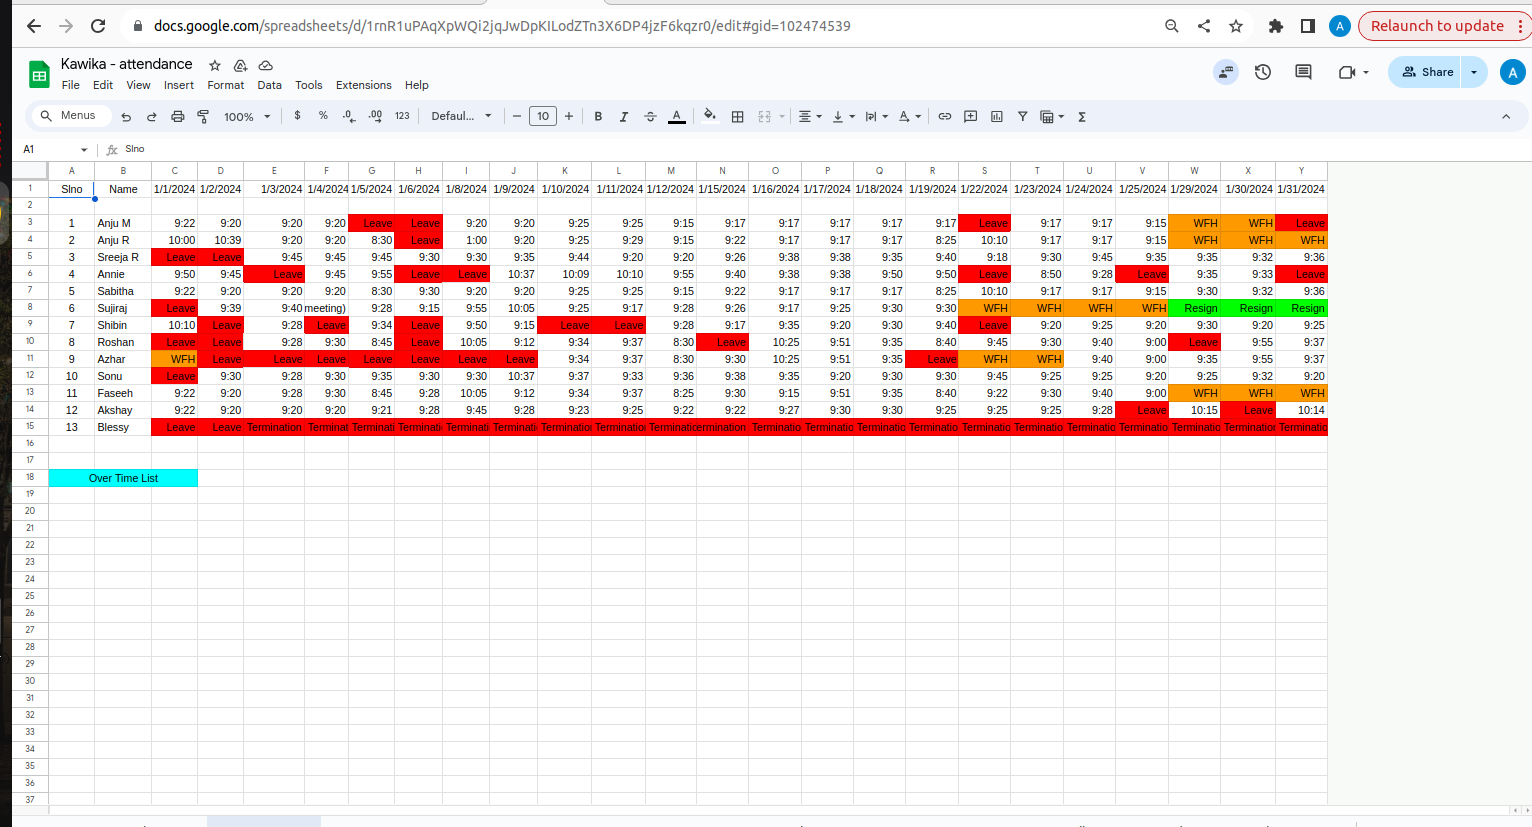 docs.google.com/spreadsheets/d/1rnR1uPAqXpWQi2jqJwDpKILodZTn3X6DP4jzF6kqzr0/edit#gid=102474539 A Relaunch to update
Kawika - attendance
File Edit View Insert Format Data Tools Extensions Help Share A
Menus 100% $ % .0 .00 123 Defaul... − 10 + B I A
A1 fx Slno
A B C D E F G H I J K L M N O P Q R S T U V W X Y
1 Slno Name 1/1/2024 1/2/2024 1/3/2024 1/4/2024 1/5/2024 1/6/2024 1/8/2024 1/9/2024 1/10/2024 1/11/2024 1/12/2024 1/15/2024 1/16/2024 1/17/2024 1/18/2024 1/19/2024 1/22/2024 1/23/2024 1/24/2024 1/25/2024 1/29/2024 1/30/2024 1/31/2024
2
3 1 Anju M 9:22 9:20 9:20 9:20 Leave Leave 9:20 9:20 9:25 9:25 9:15 9:17 9:17 9:17 9:17 9:17 Leave 9:17 9:17 9:15 WFH WFH Leave
4 2 Anju R 10:00 10:39 9:20 9:20 8:30 Leave 1:00 9:20 9:25 9:29 9:15 9:22 9:17 9:17 9:17 8:25 10:10 9:17 9:17 9:15 WFH WFH WFH
5 3 Sreeja R Leave Leave 9:45 9:45 9:45 9:30 9:30 9:35 9:44 9:20 9:20 9:26 9:38 9:38 9:35 9:40 9:18 9:30 9:45 9:35 9:35 9:32 9:36
6 4 Annie 9:50 9:45 Leave 9:45 9:55 Leave Leave 10:37 10:09 10:10 9:55 9:40 9:38 9:38 9:50 9:50 Leave 8:50 9:28 Leave 9:35 9:33 Leave
7 5 Sabitha 9:22 9:20 9:20 9:20 8:30 9:30 9:20 9:20 9:25 9:25 9:15 9:22 9:17 9:17 9:17 8:25 10:10 9:17 9:17 9:15 9:30 9:32 9:36
8 6 Sujiraj Leave 9:39 9:40 meeting) 9:28 9:15 9:55 10:05 9:25 9:17 9:28 9:26 9:17 9:25 9:30 9:30 WFH WFH WFH WFH Resign Resign Resign
9 7 Shibin 10:10 Leave 9:28 Leave 9:34 Leave 9:50 9:15 Leave Leave 9:28 9:17 9:35 9:20 9:30 9:40 Leave 9:20 9:25 9:20 9:30 9:20 9:25
10 8 Roshan Leave Leave 9:28 9:30 8:45 Leave 10:05 9:12 9:34 9:37 8:30 Leave 10:25 9:51 9:35 8:40 9:45 9:30 9:40 9:00 Leave 9:55 9:37
11 9 Azhar WFH Leave Leave Leave Leave Leave Leave Leave 9:34 9:37 8:30 9:30 10:25 9:51 9:35 Leave WFH WFH 9:40 9:00 9:35 9:55 9:37
12 10 Sonu Leave 9:30 9:28 9:30 9:35 9:30 9:30 10:37 9:37 9:33 9:36 9:38 9:35 9:20 9:30 9:30 9:45 9:25 9:25 9:20 9:25 9:32 9:20
13 11 Faseeh 9:22 9:20 9:28 9:30 8:45 9:28 10:05 9:12 9:34 9:37 8:25 9:30 9:15 9:51 9:35 8:40 9:22 9:30 9:40 9:00 WFH WFH WFH
14 12 Akshay 9:22 9:20 9:20 9:20 9:21 9:28 9:45 9:28 9:23 9:25 9:22 9:22 9:27 9:30 9:30 9:25 9:25 9:25 9:28 Leave 10:15 Leave 10:14
15 13 Blessy Leave Leave Termination Terminat Terminati Terminati Terminati Terminatio Terminatio Terminatio Terminatio ermination Terminatio Terminatio Terminatio Terminatio Terminatio Terminatio Terminatio Terminatio Terminatio Terminatio Terminatio
16
17
18 Over Time List
19
20
21
22
23
24
25
26
27
28
29
30
31
32
33
34
35
36
37